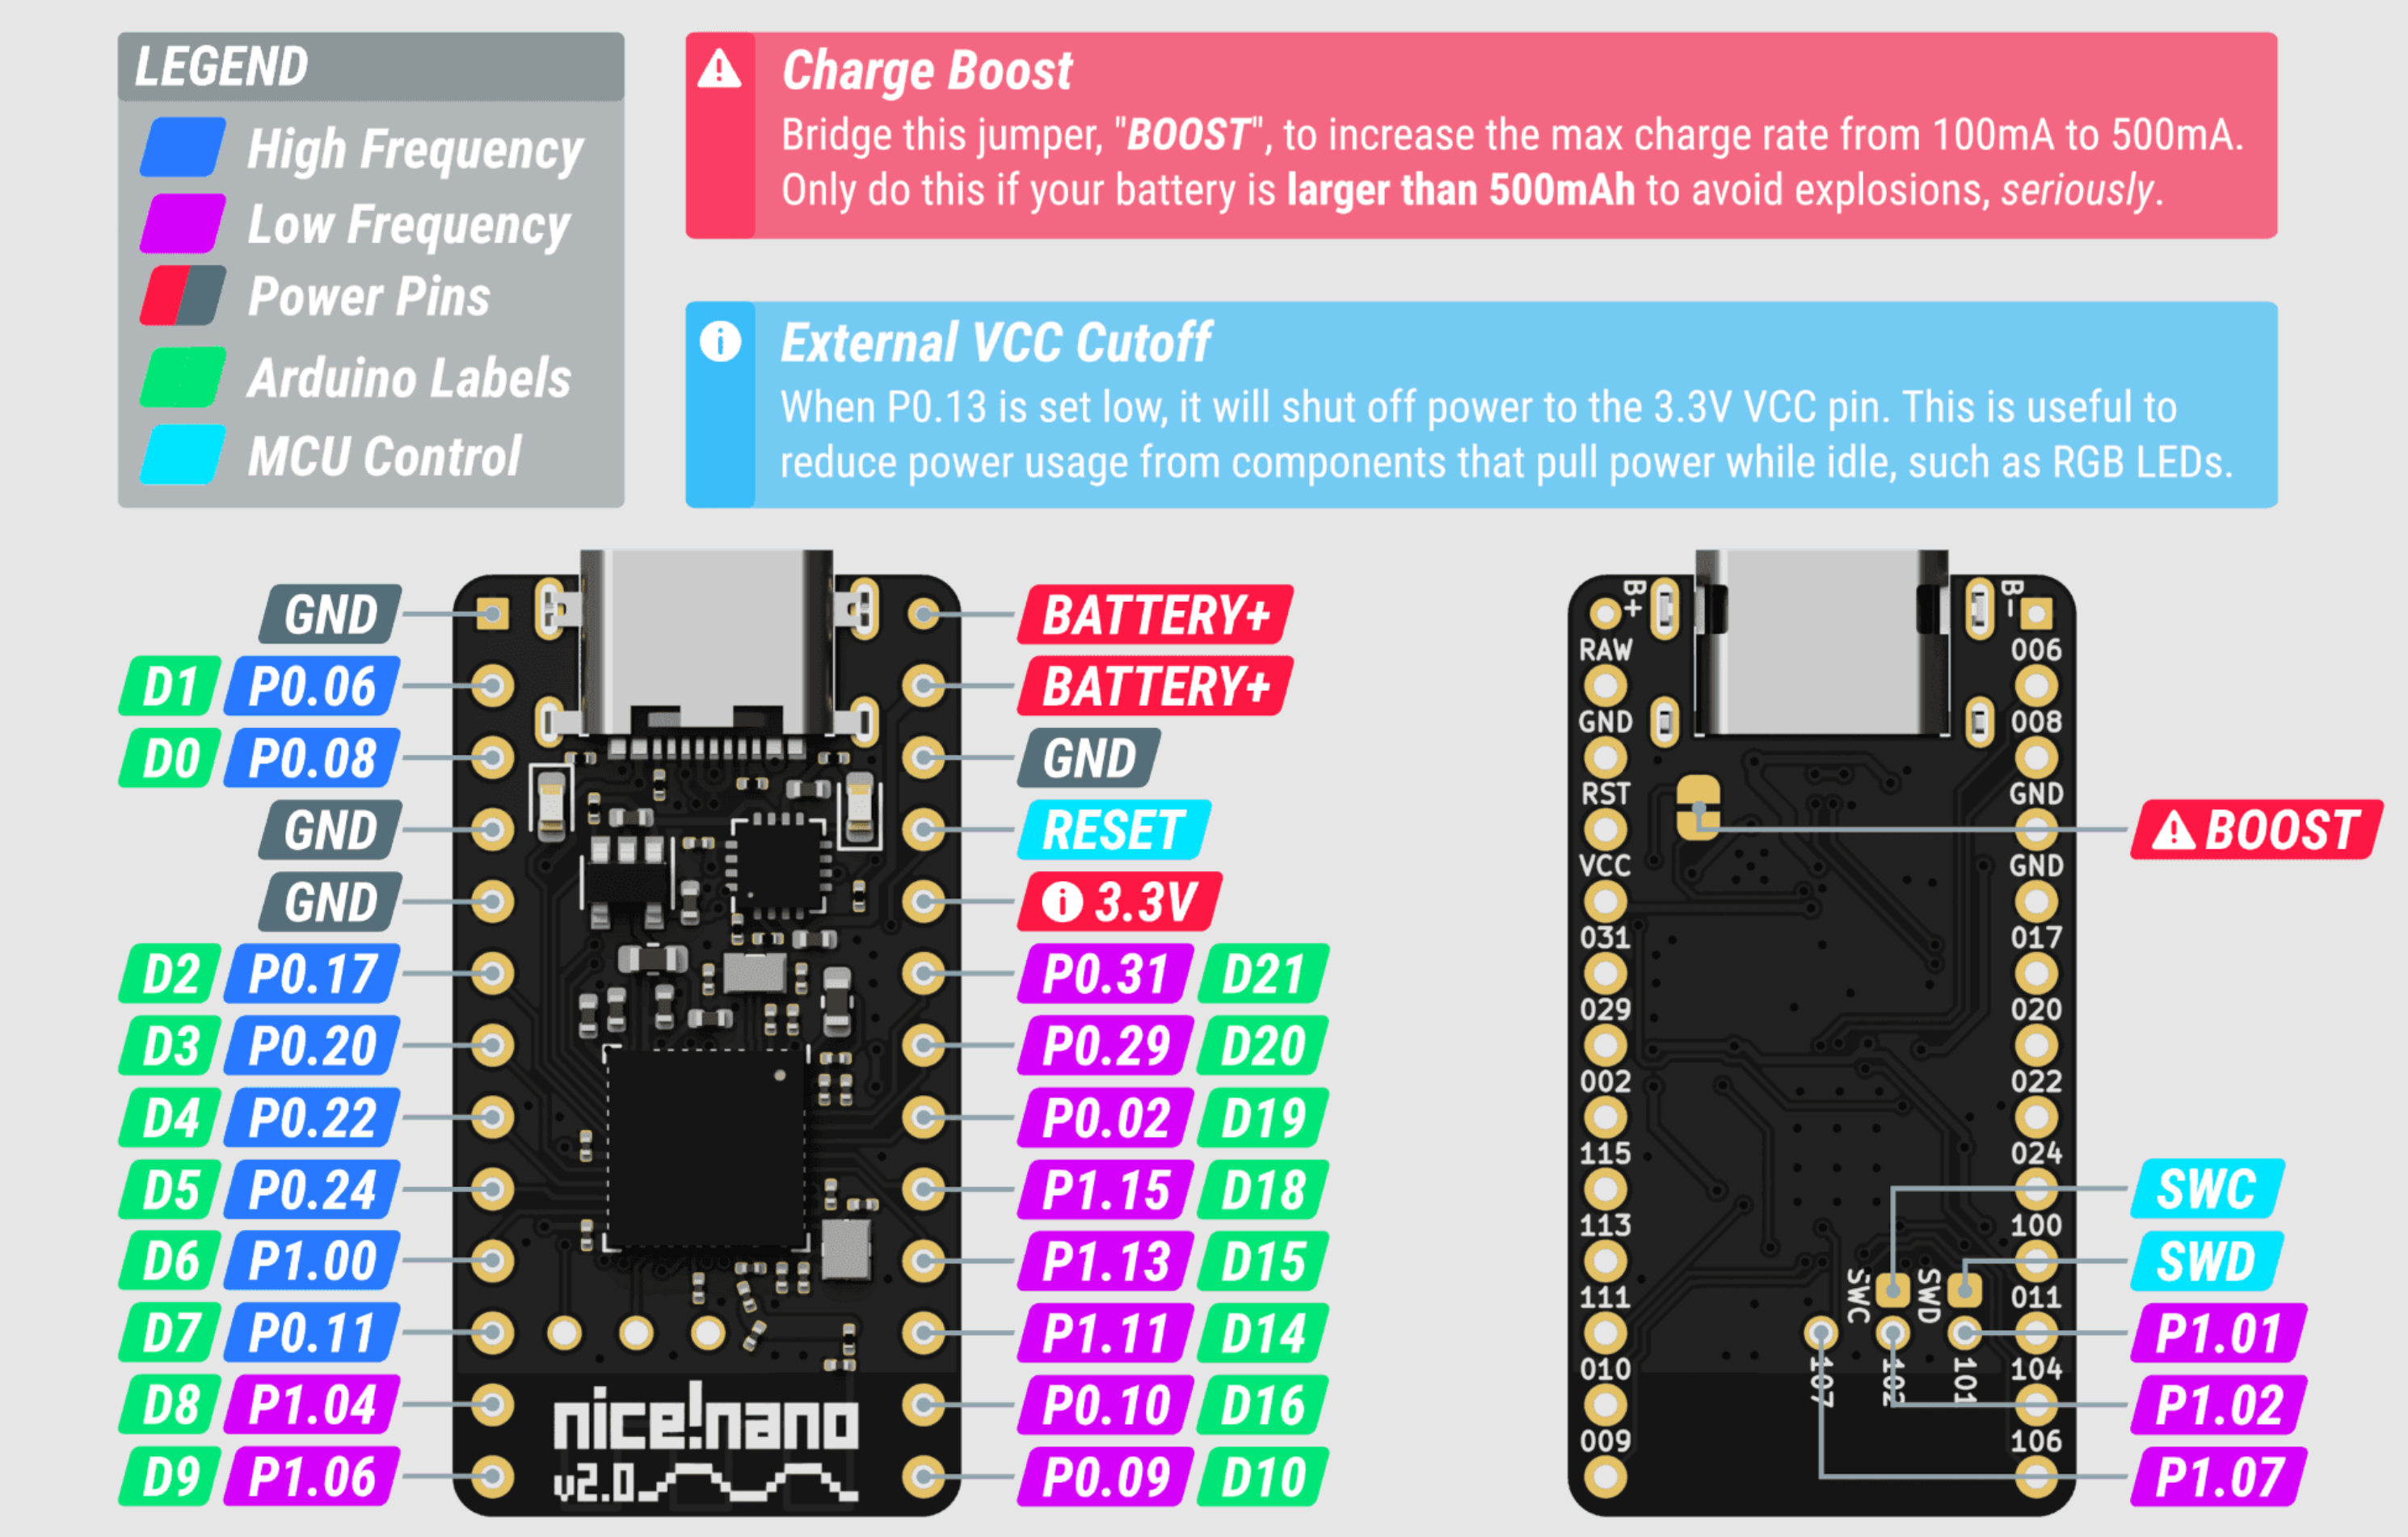 LEGEND
High Frequency
Low Frequency
Power Pins
Arduino Labels
MCU Control
Charge Boost
Bridge this jumper, "BOOST", to increase the max charge rate from 100mA to 500mA.
Only do this if your battery is larger than 500mAh to avoid explosions, seriously.
External VCC Cutoff
When P0.13 is set low, it will shut off power to the 3.3V VCC pin. This is useful to
reduce power usage from components that pull power while idle, such as RGB LEDs.
GND
D1 P0.06
D0 P0.08
GND
GND
D2 P0.17
D3 P0.20
D4 P0.22
D5 P0.24
D6 P1.00
D7 P0.11
D8 P1.04
D9 P1.06
nice!nano
v2.0
BATTERY+
BATTERY+
GND
RESET
3.3V
P0.31 D21
P0.29 D20
P0.02 D19
P1.15 D18
P1.13 D15
P1.11 D14
P0.10 D16
P0.09 D10
B+
RAW
GND
RST
VCC
031
029
002
115
113
111
010
009
SWC
SWD
107
102
101
B-
006
008
GND
GND
017
020
022
024
100
011
104
106
BOOST
SWC
SWD
P1.01
P1.02
P1.07